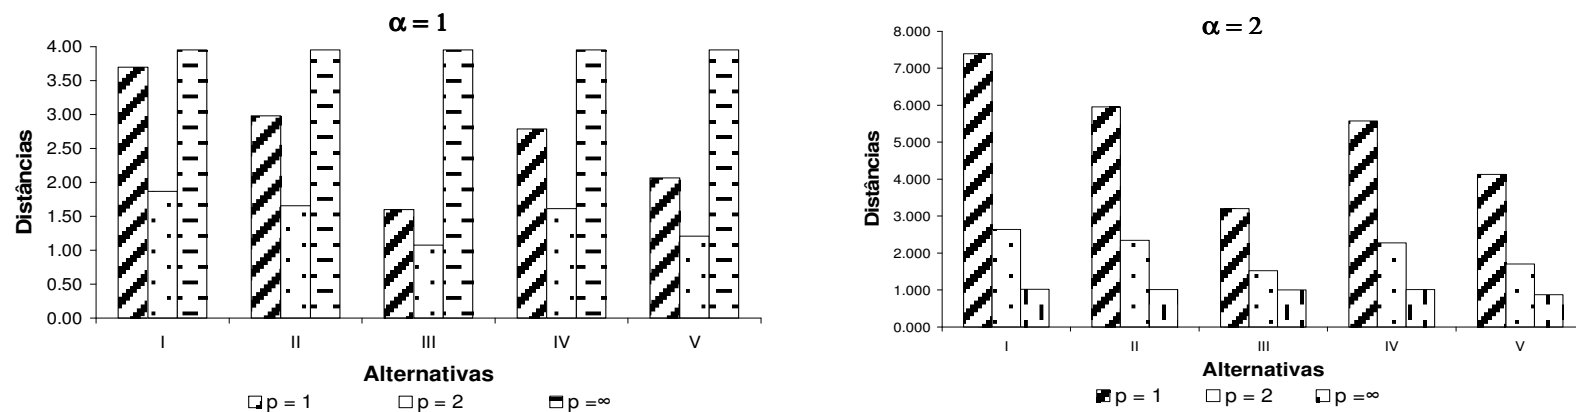 α = 1
4.00
3.50
3.00
2.50
2.00
1.50
1.00
0.50
0.00
Distâncias
I II III IV V
Alternativas
p = 1 p = 2 p =∞
α = 2
8.000
7.000
6.000
5.000
4.000
3.000
2.000
1.000
0.000
Distâncias
I II III IV V
Alternativas
p = 1 p = 2 p =∞